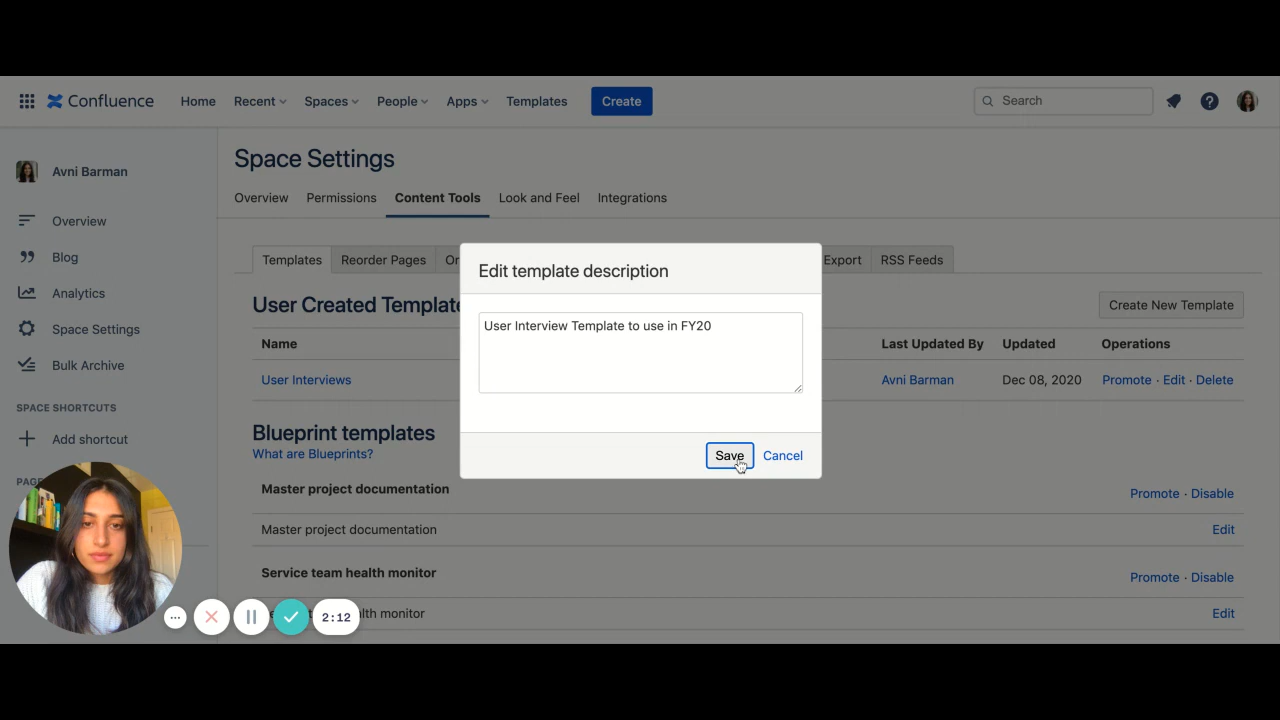 Confluence Home Recent Spaces People Apps Templates Create Search
Avni Barman
Overview
Blog
Analytics
Space Settings
Bulk Archive
SPACE SHORTCUTS
Add shortcut
Space Settings
Overview Permissions Content Tools Look and Feel Integrations
Templates Reorder Pages Export RSS Feeds
User Created Create New Template
Name Last Updated By Updated Operations
User Interviews Avni Barman Dec 08, 2020 Promote · Edit · Delete
Edit template description
User Interview Template to use in FY20
Save Cancel
Blueprint templates
What are Blueprints?
Master project documentation Promote · Disable
Master project documentation Edit
Service team health monitor Promote · Disable
monitor Edit
2:12